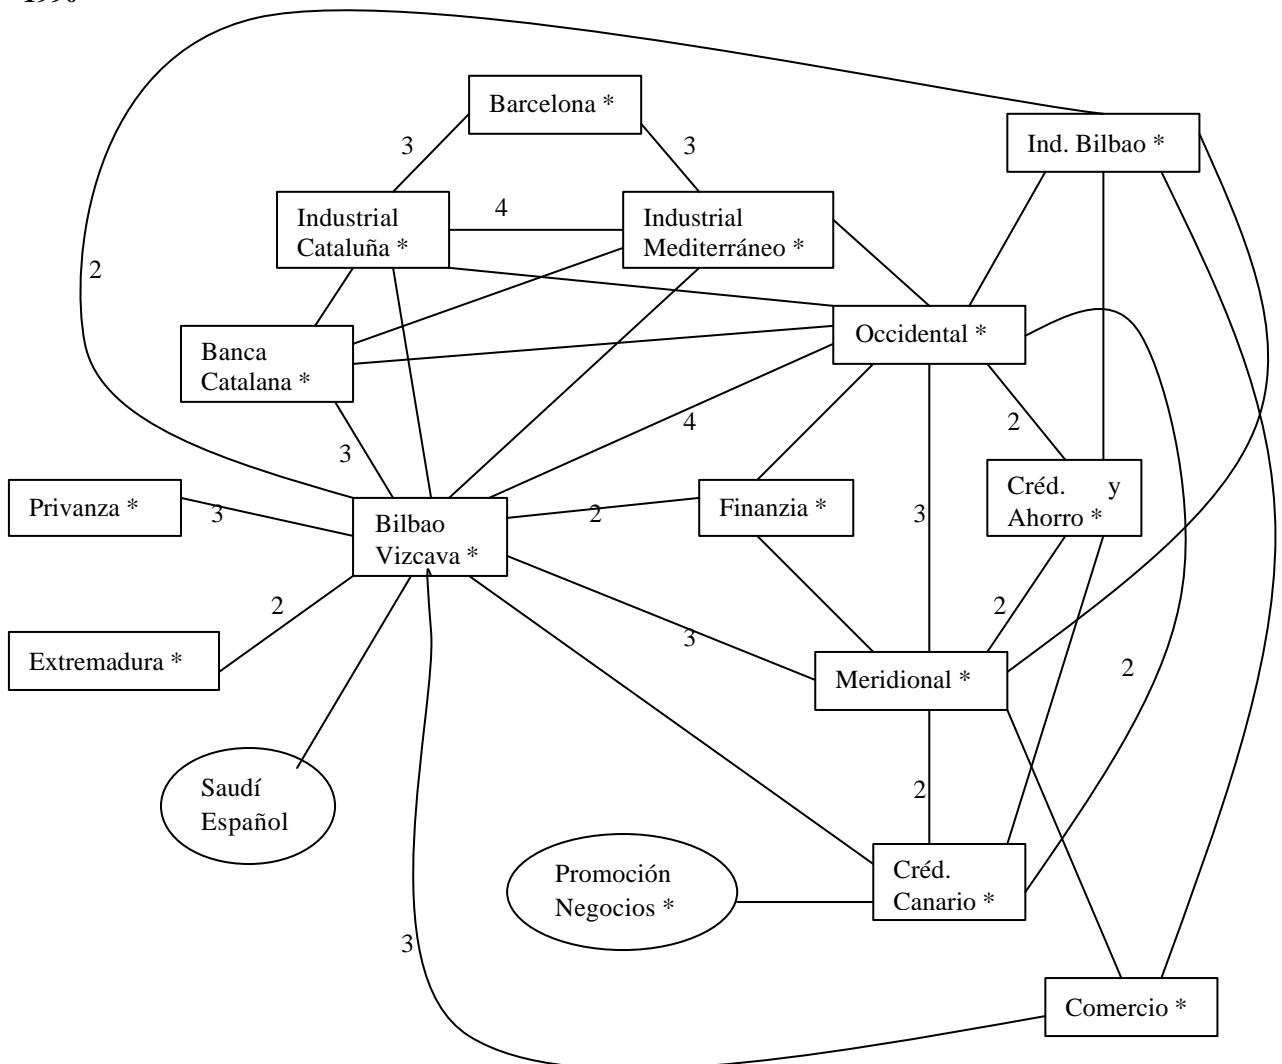 1990
Barcelona *
Ind. Bilbao *
3
3
Industrial
Cataluña *
4
Industrial
Mediterráneo *
2
Occidental *
Banca
Catalana *
4
2
3
Privanza *
3
Bilbao
Vizcava *
2
Finanzia *
3
Créd. y
Ahorro *
2
2
Extremadura *
3
Meridional *
2
Saudí
Español
2
Promoción
Negocios *
Créd.
Canario *
3
Comercio *